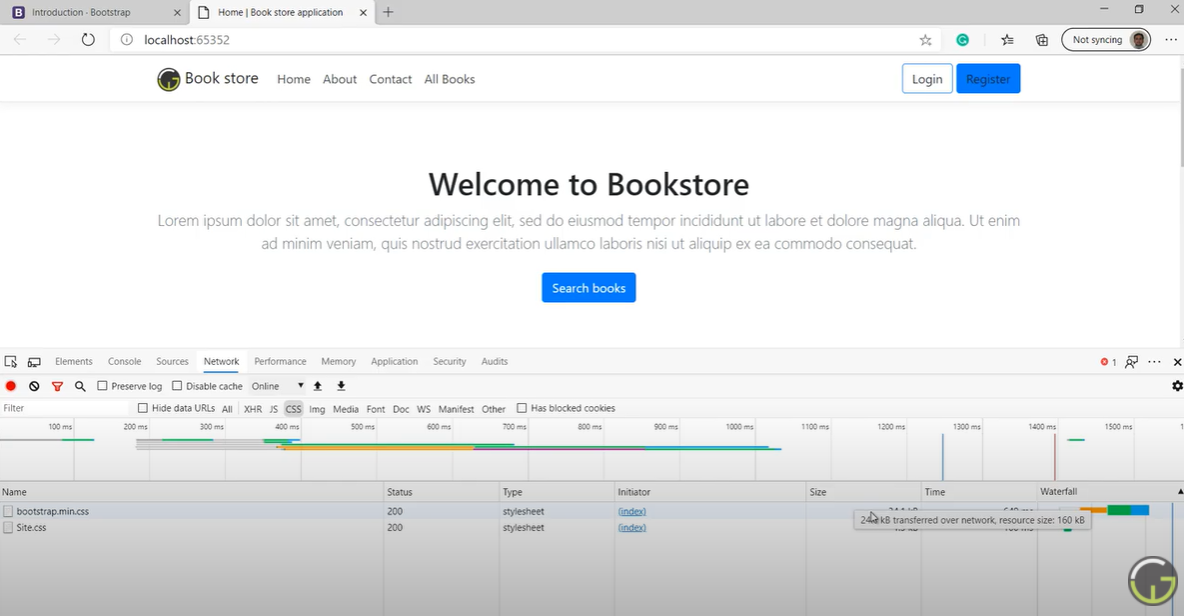 Introduction · Bootstrap
Home | Book store application
localhost:65352
Not syncing
Book store
Home
About
Contact
All Books
Login
Register
Welcome to Bookstore
Lorem ipsum dolor sit amet, consectetur adipiscing elit, sed do eiusmod tempor incididunt ut labore et dolore magna aliqua. Ut enim
ad minim veniam, quis nostrud exercitation ullamco laboris nisi ut aliquip ex ea commodo consequat.
Search books
Elements Console Sources Network Performance Memory Application Security Audits 1
Preserve log Disable cache Online
Filter Hide data URLs All XHR JS CSS Img Media Font Doc WS Manifest Other Has blocked cookies
100 ms 200 ms 300 ms 400 ms 500 ms 600 ms 700 ms 800 ms 900 ms 1000 ms 1100 ms 1200 ms 1300 ms 1400 ms 1500 ms
Name Status Type Initiator Size Time Waterfall
bootstrap.min.css 200 stylesheet (index)
kB transferred over network, resource size: 160 kB
Site.css 200 stylesheet (index)